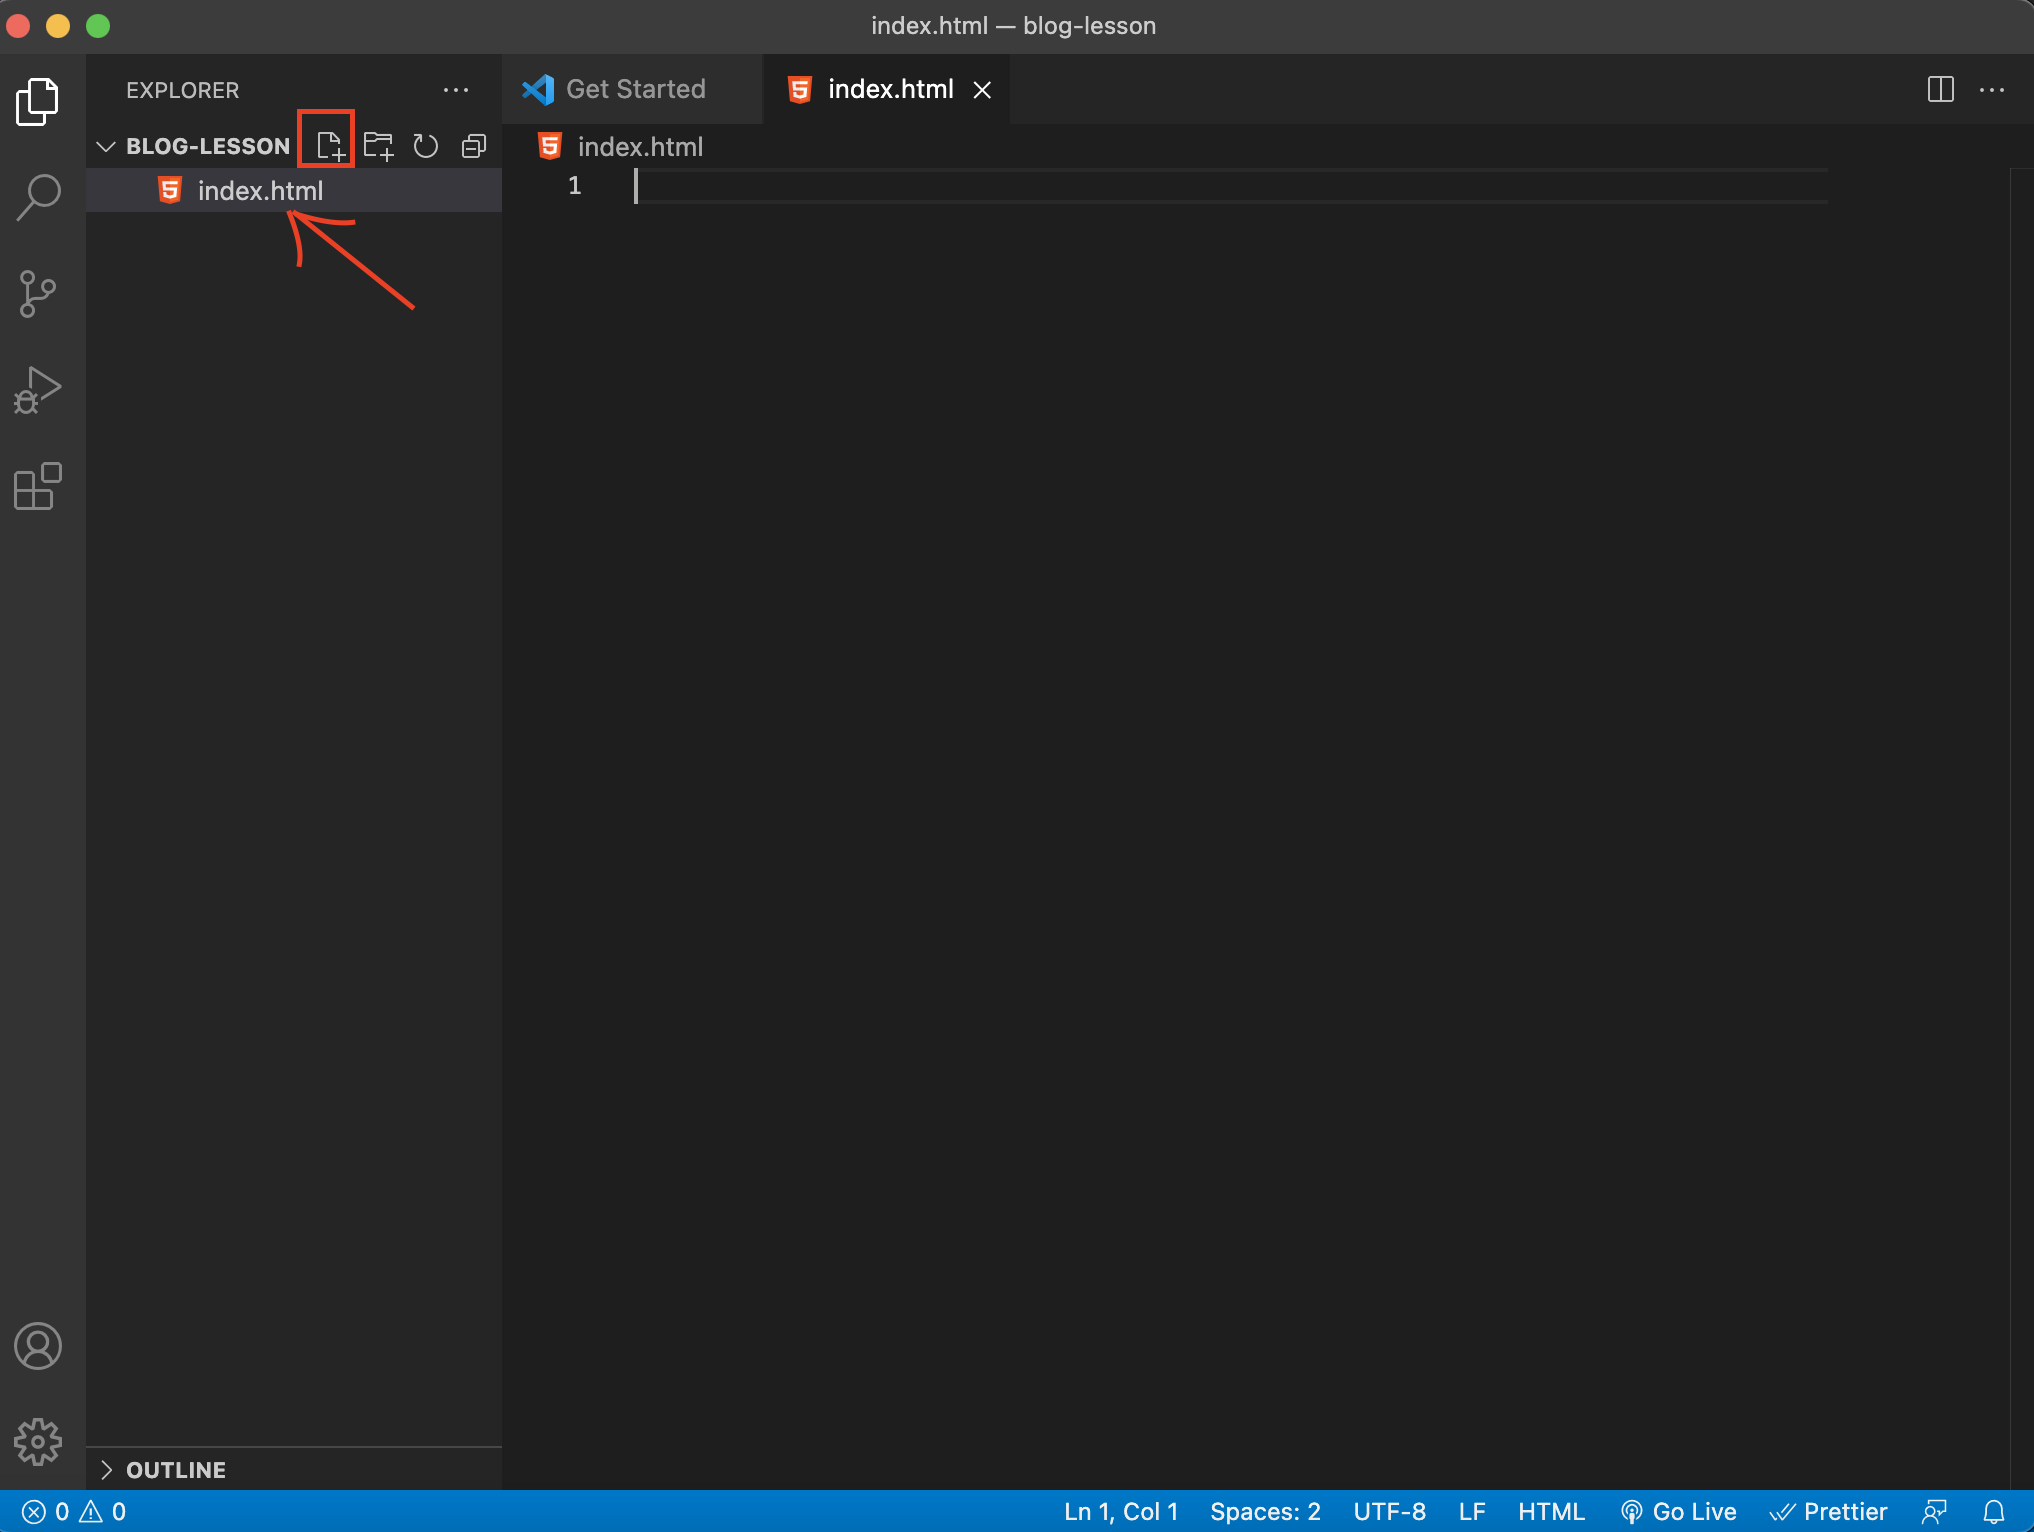 index.html — blog-lesson
EXPLORER
Get Started
index.html
BLOG-LESSON
index.html
index.html
1
OUTLINE
0 0
Ln 1, Col 1 Spaces: 2 UTF-8 LF HTML Go Live Prettier